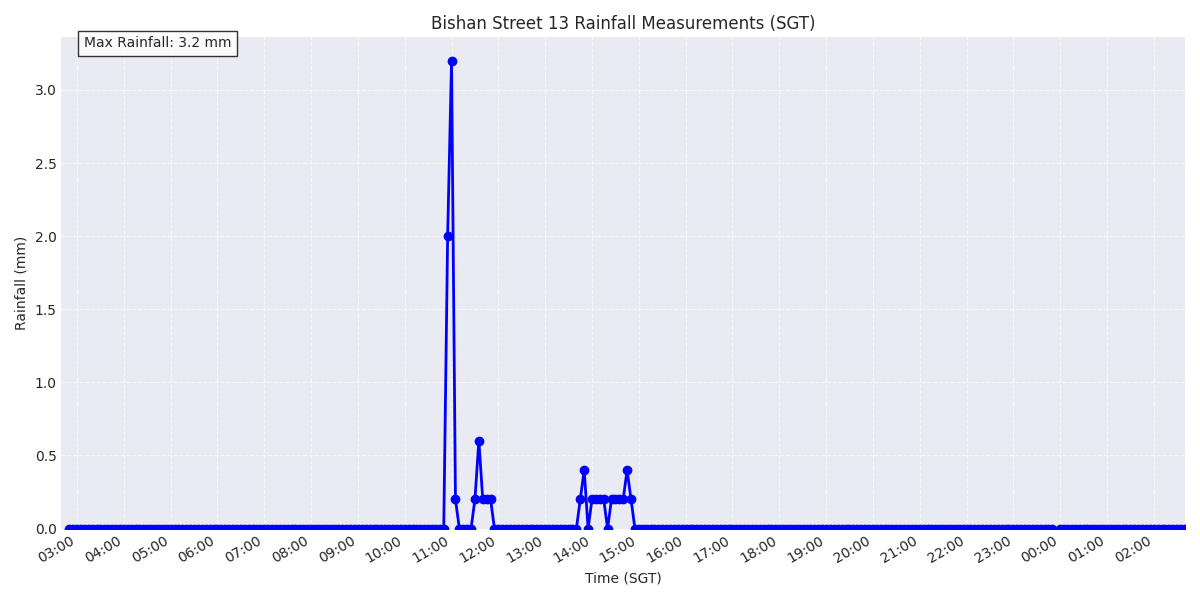 Bishan Street 13 Rainfall Measurements (SGT)
Max Rainfall: 3.2 mm
Rainfall (mm)
3.0
2.5
2.0
1.5
1.0
0.5
0.0
03:00 04:00 05:00 06:00 07:00 08:00 09:00 10:00 11:00 12:00 13:00 14:00 15:00 16:00 17:00 18:00 19:00 20:00 21:00 22:00 23:00 00:00 01:00 02:00
Time (SGT)